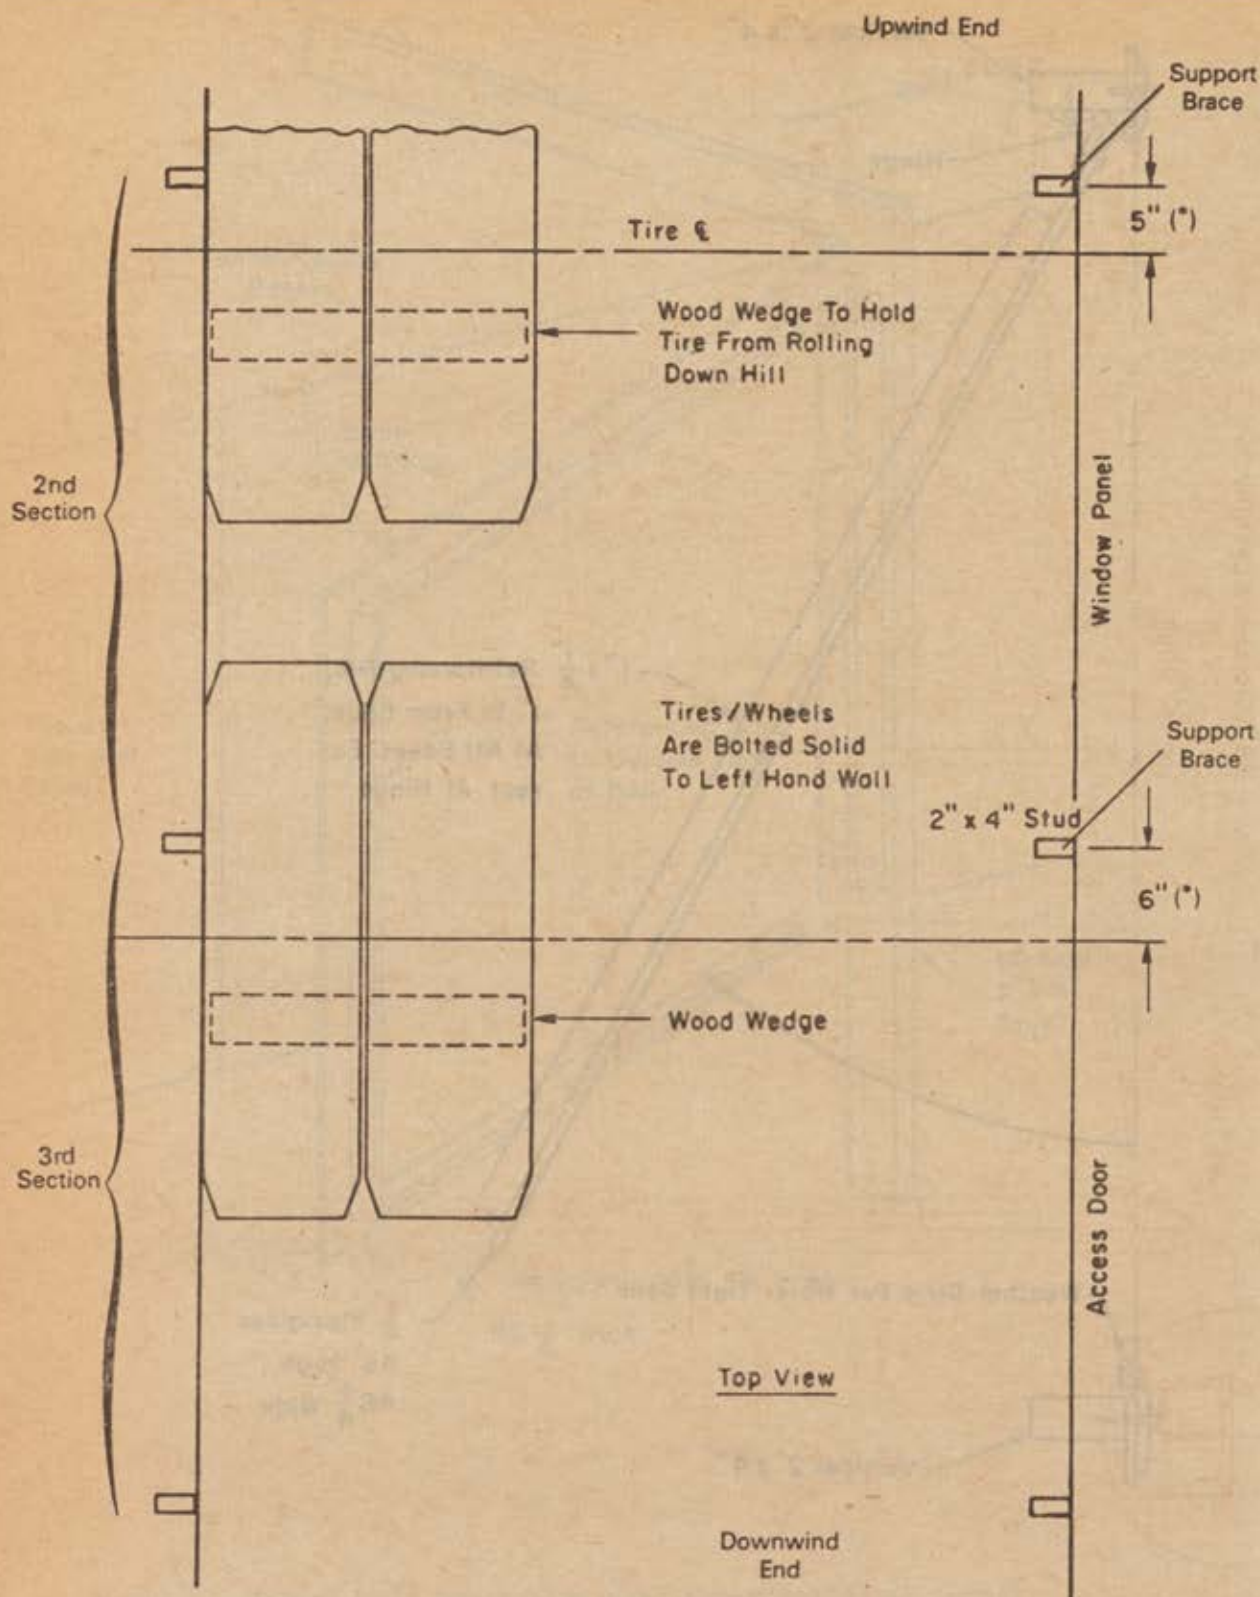 Upwind End
Support
Brace
5" (*)
Tire ℄
Wood Wedge To Hold
Tire From Rolling
Down Hill
2nd
Section
Window Panel
Tires/Wheels
Are Bolted Solid
To Left Hand Wall
Support
Brace
2" x 4" Stud
6" (*)
Wood Wedge
3rd
Section
Access Door
Top View
Downwind
End